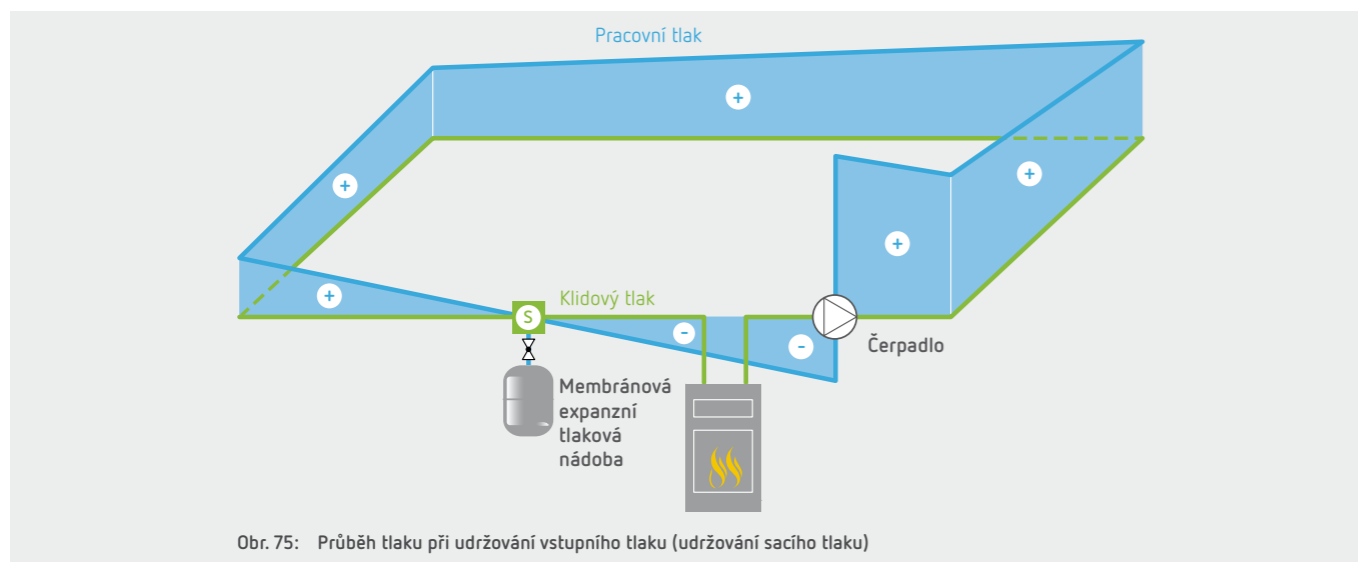 Pracovní tlak
+
+
+
+
+
Klidový tlak
S
-
-
Čerpadlo
Membránová
expanzní
tlaková
nádoba
Obr. 75: Průběh tlaku při udržování vstupního tlaku (udržování sacího tlaku)